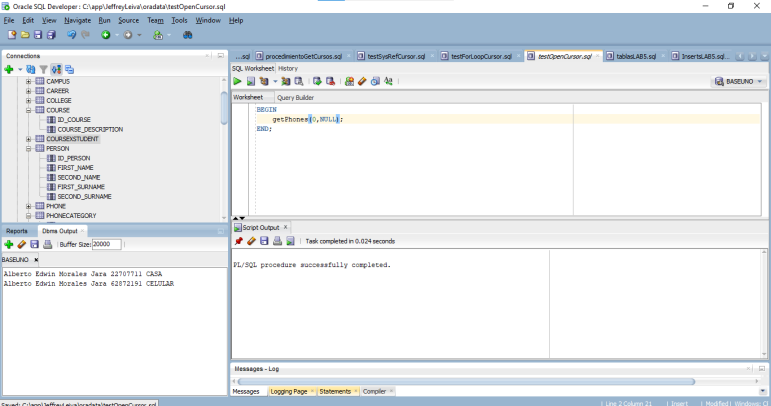 Oracle SQL Developer : C:\app\JeffreyLeiva\oradata\testOpenCursor.sql
File Edit View Navigate Run Source Team Tools Window Help
Connections
CAMPUS
CAREER
COLLEGE
COURSE
ID_COURSE
COURSE_DESCRIPTION
COURSEXSTUDENT
PERSON
ID_PERSON
FIRST_NAME
SECOND_NAME
FIRST_SURNAME
SECOND_SURNAME
PHONE
PHONECATEGORY
...sql procedimientoGetCursos.sql testSysRefCursor.sql testForLoopCursor.sql testOpenCursor.sql tablasLAB5.sql InsertsLAB5.sql
SQL Worksheet History
BASEUNO
Worksheet Query Builder
BEGIN
getPhones(0,NULL);
END;
Reports Dbms Output
Buffer Size: 20000
BASEUNO
Alberto Edwin Morales Jara 22707711 CASA
Alberto Edwin Morales Jara 62872191 CELULAR
Script Output
Task completed in 0.024 seconds
PL/SQL procedure successfully completed.
Messages - Log
Messages Logging Page Statements Compiler
Saved: C:\app\JeffreyLeiva\oradata\testOpenCursor.sql
Line 2 Column 21 Insert Modified Windows: CI